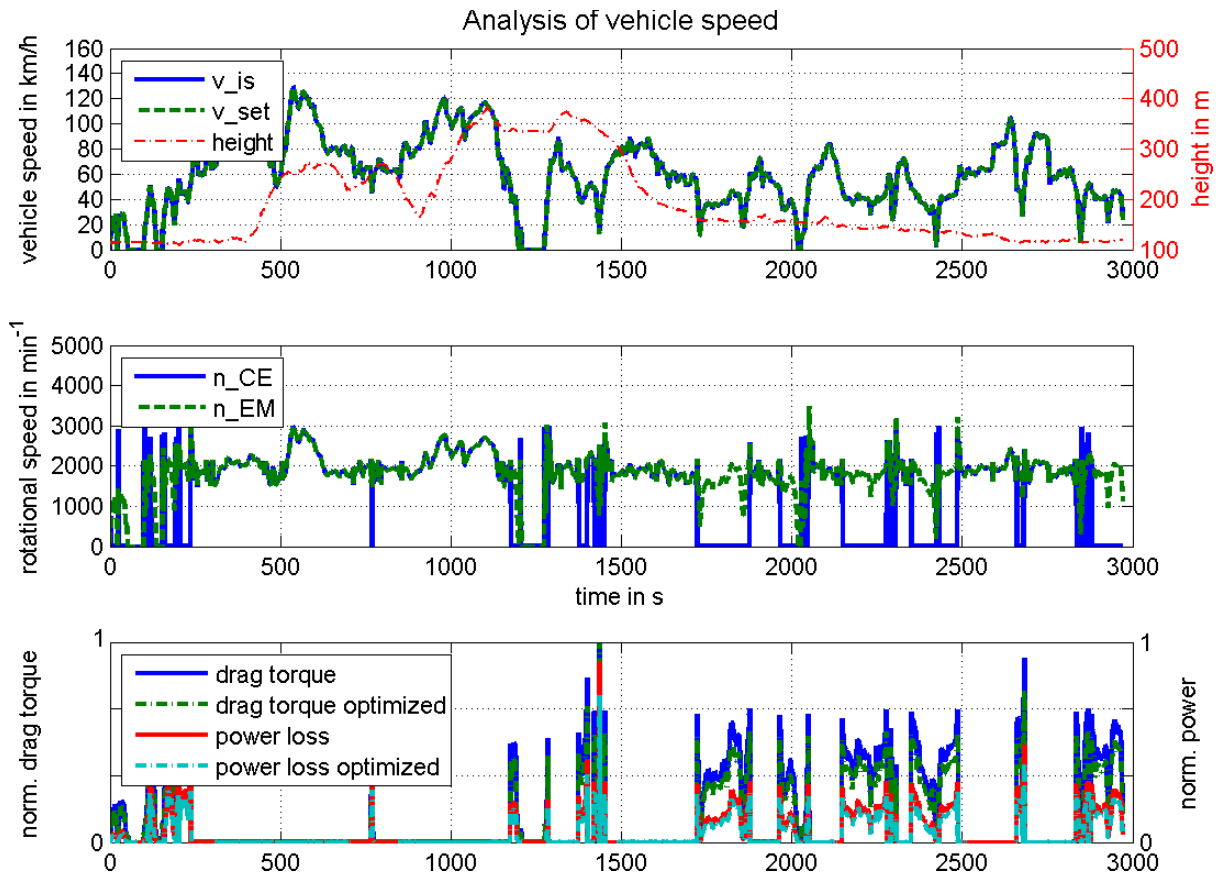 Analysis of vehicle speed
vehicle speed in km/h
160
140
120
100
80
60
40
20
0
v_is
v_set
height
500
400
300
200
100
height in m
0 500 1000 1500 2000 2500 3000
rotational speed in min⁻¹
5000
4000
3000
2000
1000
0
n_CE
n_EM
0 500 1000 1500 2000 2500 3000
time in s
norm. drag torque
1
0
drag torque
drag torque optimized
power loss
power loss optimized
1
0
norm. power
0 500 1000 1500 2000 2500 3000